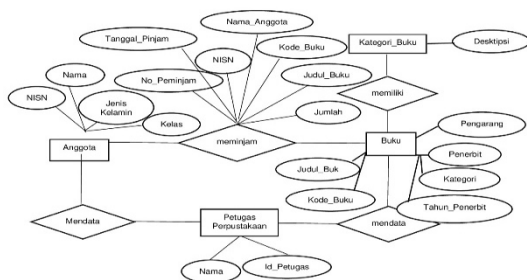 Nama_Anggota
Tanggal_Pinjam
Kode_Buku
Kategori_Buku
Desktipsi
NISN
Nama
No_Peminjam
Judul_Buku
memiliki
NISN
Jenis
Kelamin
Jumlah
Kelas
Pengarang
Anggota
meminjam
Buku
Penerbit
Judul_Buk
Kategori
Kode_Buku
Tahun_Penerbit
Mendata
Petugas
Perpustakaan
mendata
Nama
Id_Petugas